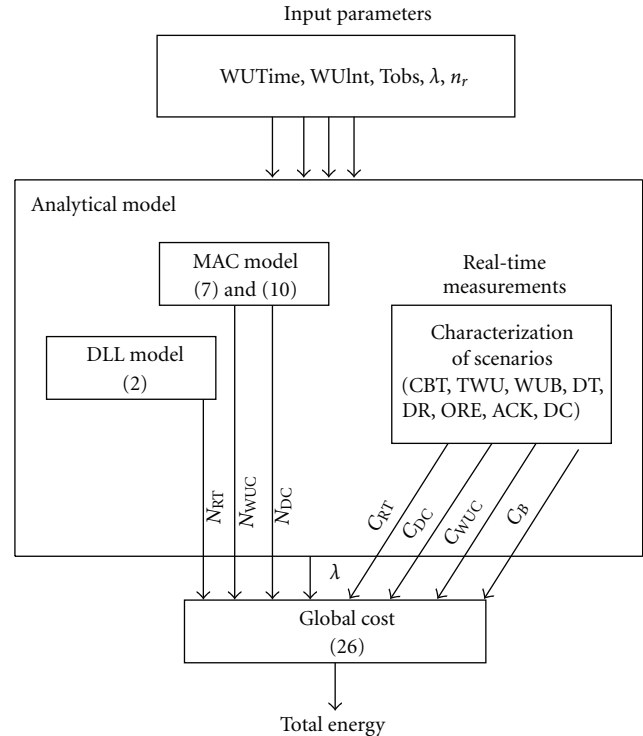 Input parameters
WUTime, WUInt, Tobs, λ, n_r
Analytical model
MAC model
(7) and (10)
Real-time
measurements
DLL model
(2)
Characterization
of scenarios
(CBT, TWU, WUB, DT,
DR, ORE, ACK, DC)
N_RT
N_WUC
N_DC
C_RT
C_DC
C_WUC
C_B
λ
Global cost
(26)
Total energy